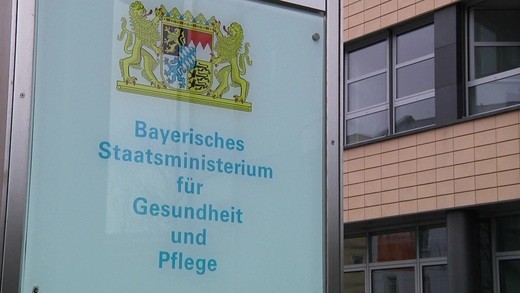 Bayerisches
Staatsministerium
für
Gesundheit
und
Pflege